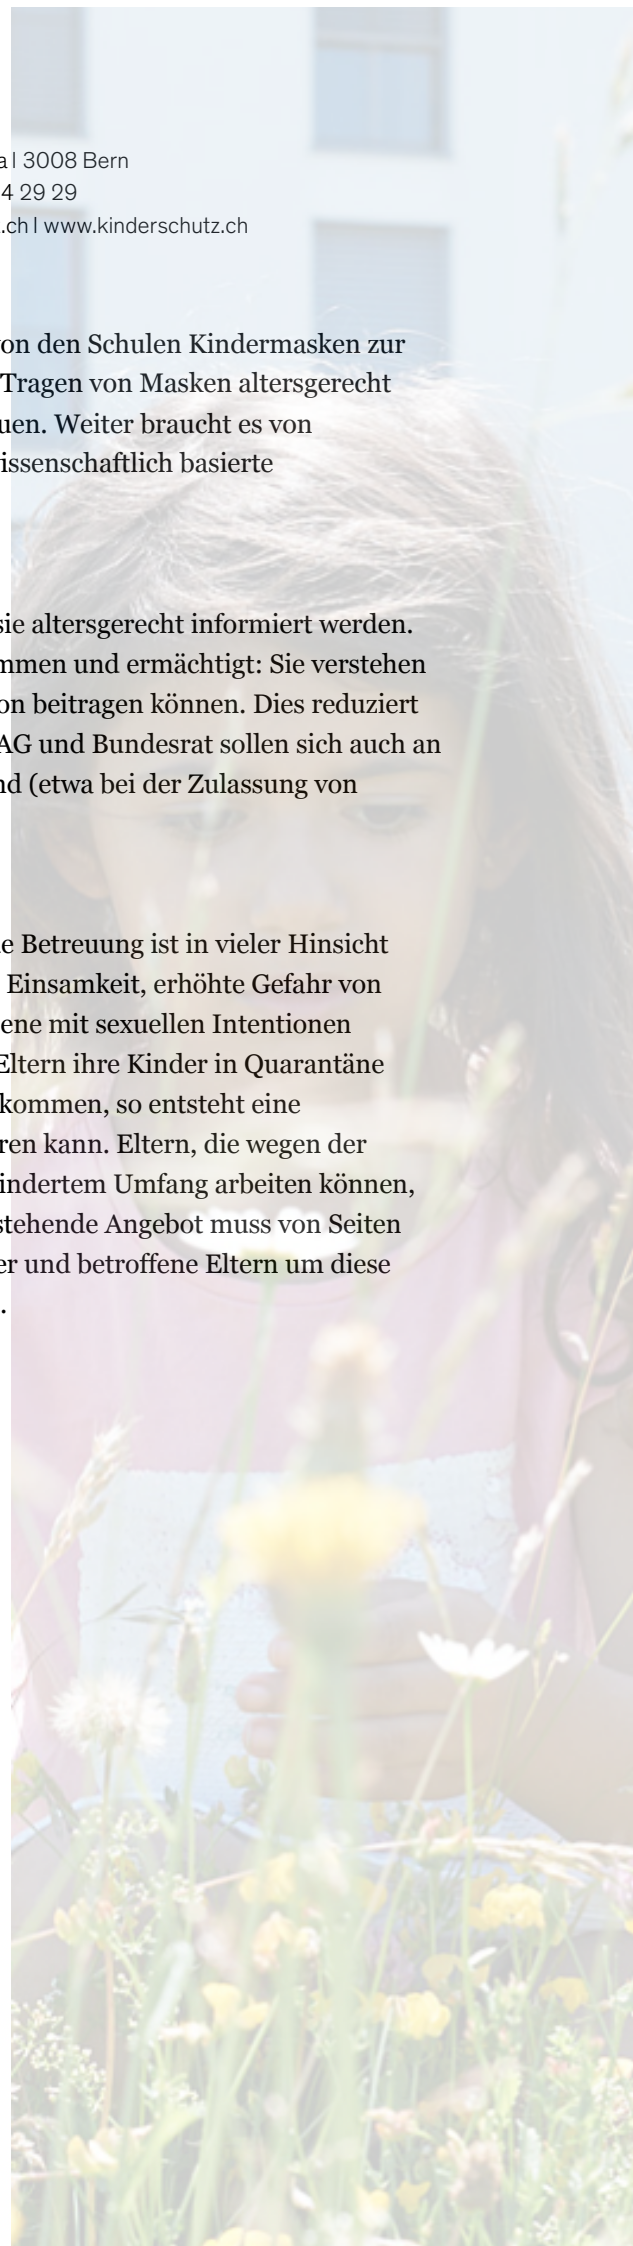 a I 3008 Bern
4 29 29
.ch I www.kinderschutz.ch
on den Schulen Kindermasken zur
Tragen von Masken altersgerecht
uen. Weiter braucht es von
issenschaftlich basierte
sie altersgerecht informiert werden.
mmen und ermächtigt: Sie verstehen
on beitragen können. Dies reduziert
AG und Bundesrat sollen sich auch an
nd (etwa bei der Zulassung von
e Betreuung ist in vieler Hinsicht
Einsamkeit, erhöhte Gefahr von
ene mit sexuellen Intentionen
Eltern ihre Kinder in Quarantäne
kommen, so entsteht eine
ren kann. Eltern, die wegen der
indertem Umfang arbeiten können,
stehende Angebot muss von Seiten
er und betroffene Eltern um diese
.